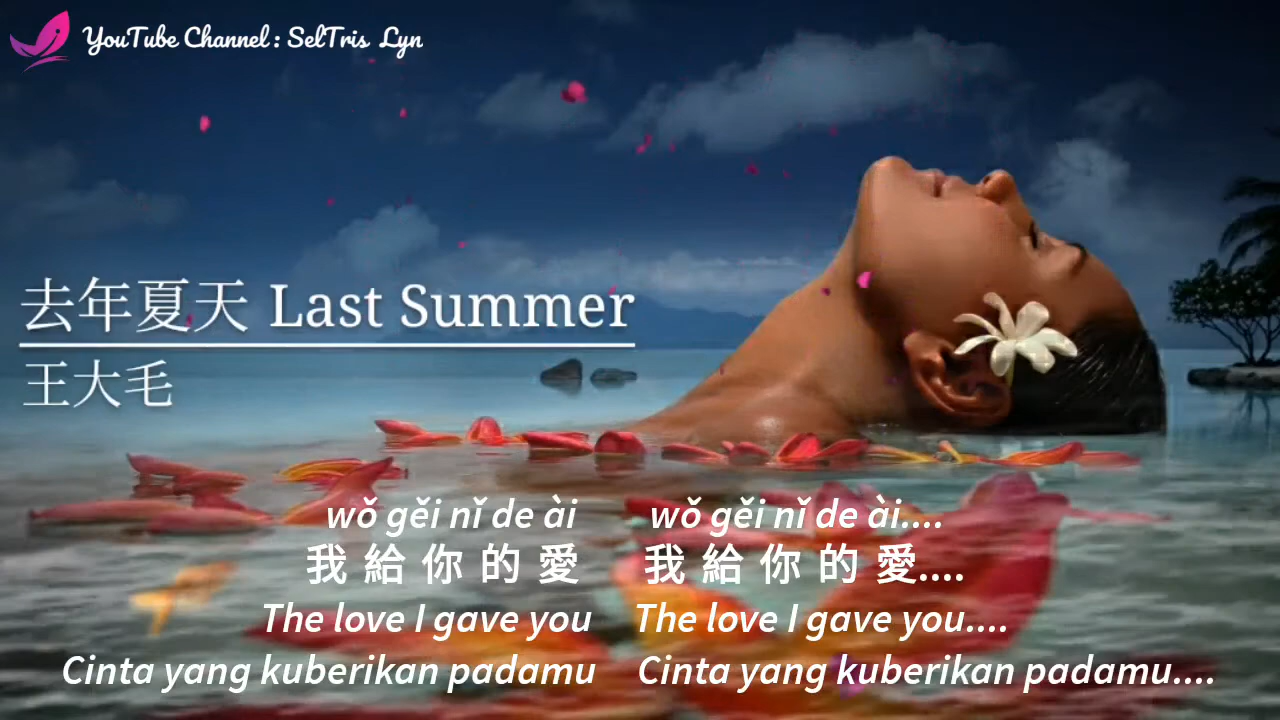 YouTube Channel : SelTris Lyn
去年夏天 Last Summer
王大毛
wǒ gěi nǐ de ài wǒ gěi nǐ de ài....
我 給 你 的 愛 我 給 你 的 愛....
The love I gave you The love I gave you....
Cinta yang kuberikan padamu Cinta yang kuberikan padamu....